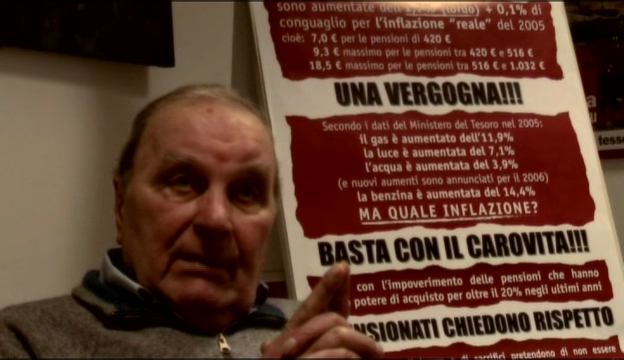 sono aumentate dell'1,7% (lordo) + 0,1% di
conguaglio per l'inflazione "reale" del 2005
cioè: 7,0 € per le pensioni di 420 €
9,3 € massimo per le pensioni tra 420 € e 516 €
18,5 € massimo per le pensioni tra 516 € e 1.032 €
UNA VERGOGNA!!!
Secondo i dati del Ministero del Tesoro nel 2005:
il gas è aumentato dell'11,9%
la luce è aumentata del 7,1%
l'acqua è aumentata del 3,9%
(e nuovi aumenti sono annunciati per il 2006)
la benzina è aumentata del 14,4%
MA QUALE INFLAZIONE?
BASTA CON IL CAROVITA!!!
con l'impoverimento delle pensioni che hanno
potere di acquisto per oltre il 20% negli ultimi anni
NSIONATI CHIEDONO RISPETTO
di sacrifici pretendono di non essere
tesse